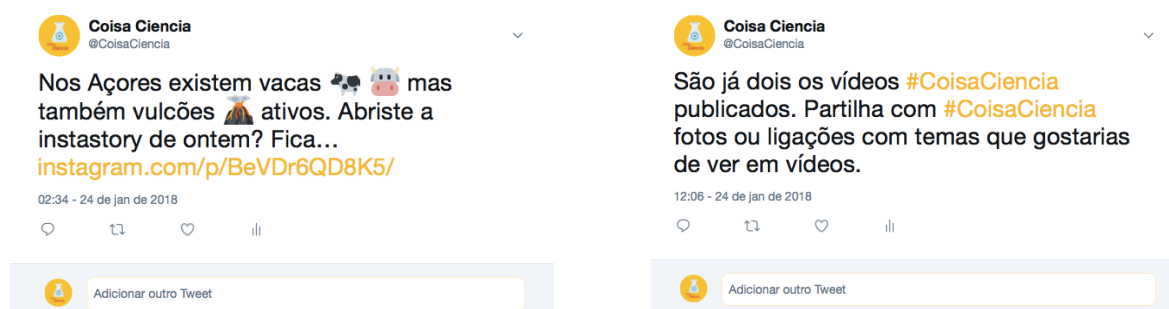 Coisa Ciencia
@CoisaCiencia
Nos Açores existem vacas 🐄 🐮 mas
também vulcões 🌋 ativos. Abriste a
instastory de ontem? Fica...
instagram.com/p/BeVDr6QD8K5/
02:34 - 24 de jan de 2018
Adicionar outro Tweet
Coisa Ciencia
@CoisaCiencia
São já dois os vídeos #CoisaCiencia
publicados. Partilha com #CoisaCiencia
fotos ou ligações com temas que gostarias
de ver em vídeos.
12:06 - 24 de jan de 2018
Adicionar outro Tweet